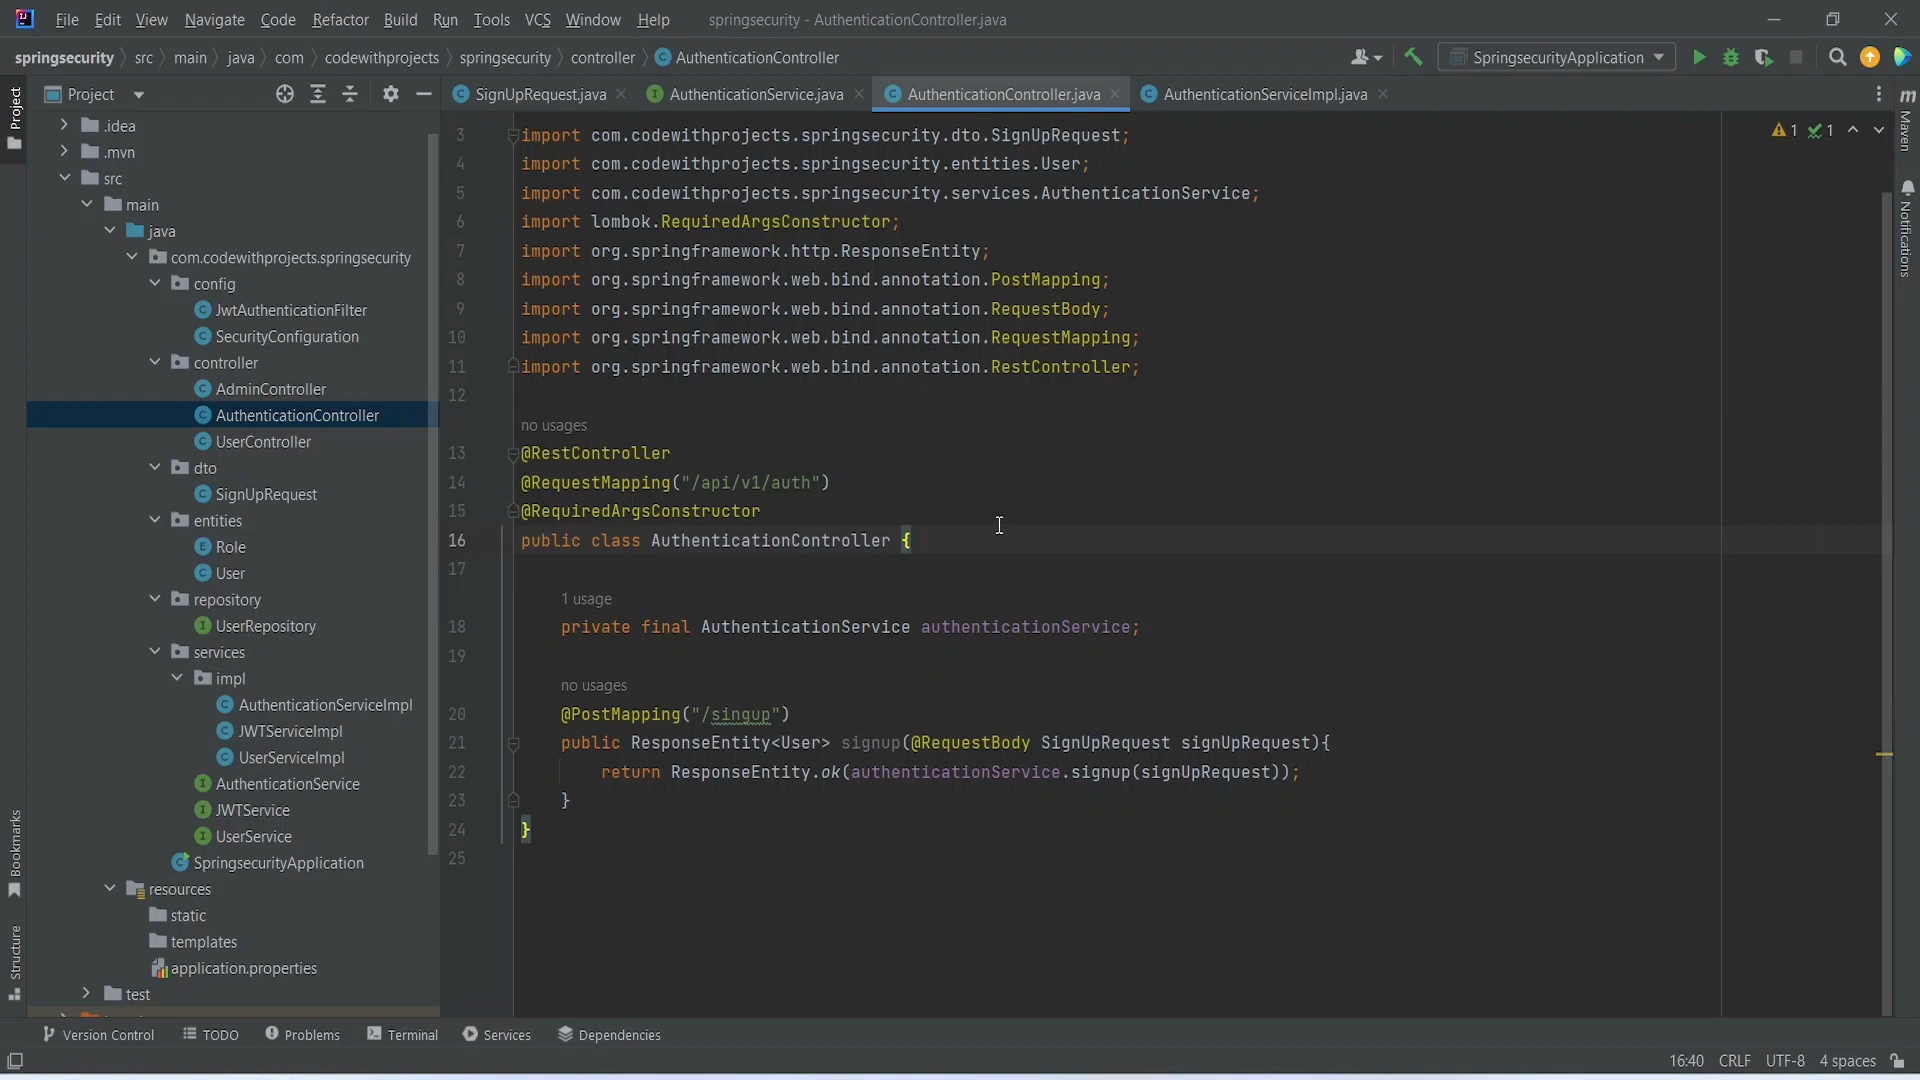 File Edit View Navigate Code Refactor Build Run Tools VCS Window Help springsecurity - AuthenticationController.java
springsecurity src main java com codewithprojects springsecurity controller AuthenticationController SpringsecurityApplication
Project
Project
SignUpRequest.java AuthenticationService.java AuthenticationController.java AuthenticationServiceImpl.java
m
Maven
Notifications
.idea
.mvn
src
main
java
com.codewithprojects.springsecurity
config
JwtAuthenticationFilter
SecurityConfiguration
controller
AdminController
AuthenticationController
UserController
dto
SignUpRequest
entities
Role
User
repository
UserRepository
services
impl
AuthenticationServiceImpl
JWTServiceImpl
UserServiceImpl
AuthenticationService
JWTService
UserService
SpringsecurityApplication
resources
static
templates
application.properties
test
Bookmarks
Structure
1 1
3 import com.codewithprojects.springsecurity.dto.SignUpRequest;
4 import com.codewithprojects.springsecurity.entities.User;
5 import com.codewithprojects.springsecurity.services.AuthenticationService;
6 import lombok.RequiredArgsConstructor;
7 import org.springframework.http.ResponseEntity;
8 import org.springframework.web.bind.annotation.PostMapping;
9 import org.springframework.web.bind.annotation.RequestBody;
10 import org.springframework.web.bind.annotation.RequestMapping;
11 import org.springframework.web.bind.annotation.RestController;
12
no usages
13 @RestController
14 @RequestMapping("/api/v1/auth")
15 @RequiredArgsConstructor
16 public class AuthenticationController {
17
1 usage
18 private final AuthenticationService authenticationService;
19
no usages
20 @PostMapping("/singup")
21 public ResponseEntity<User> signup(@RequestBody SignUpRequest signUpRequest){
22 return ResponseEntity.ok(authenticationService.signup(signUpRequest));
23 }
24 }
25
Version Control TODO Problems Terminal Services Dependencies
16:40 CRLF UTF-8 4 spaces